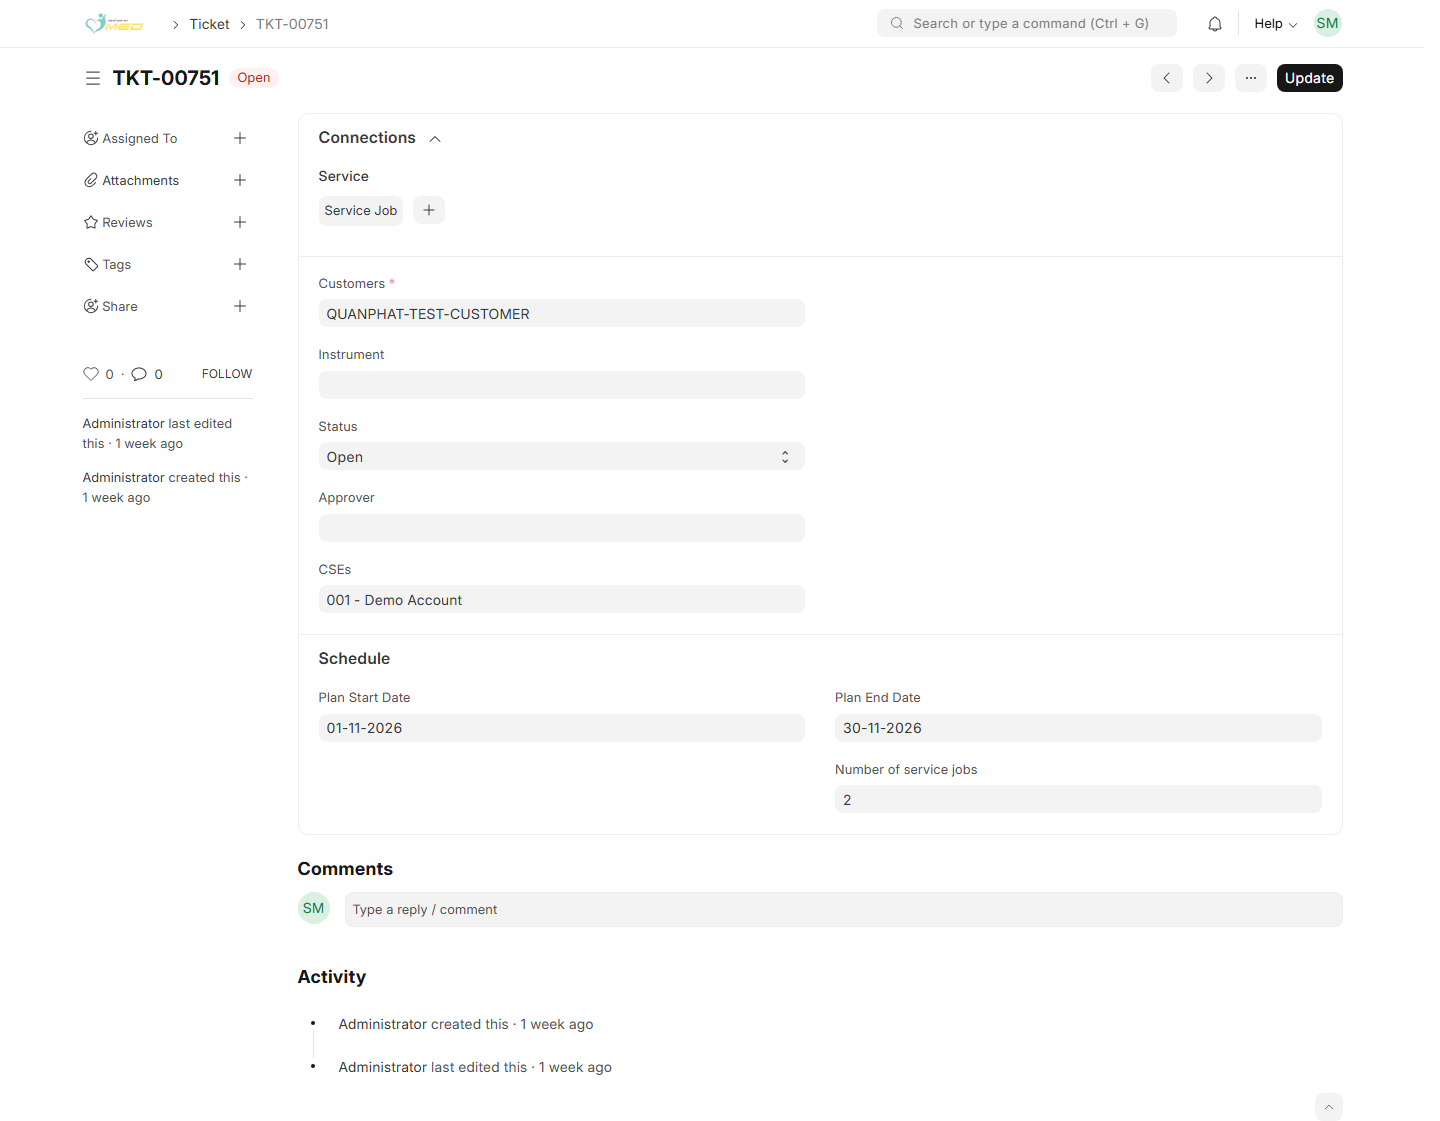 MED
Ticket
TKT-00751
Search or type a command (Ctrl + G)
Help
SM
TKT-00751
Open
Update
Assigned To
Attachments
Reviews
Tags
Share
0 · 0
FOLLOW
Administrator last edited
this · 1 week ago
Administrator created this ·
1 week ago
Connections
Service
Service Job
Customers *
QUANPHAT-TEST-CUSTOMER
Instrument
Status
Open
Approver
CSEs
001 - Demo Account
Schedule
Plan Start Date
01-11-2026
Plan End Date
30-11-2026
Number of service jobs
2
Comments
SM
Type a reply / comment
Activity
Administrator created this · 1 week ago
Administrator last edited this · 1 week ago